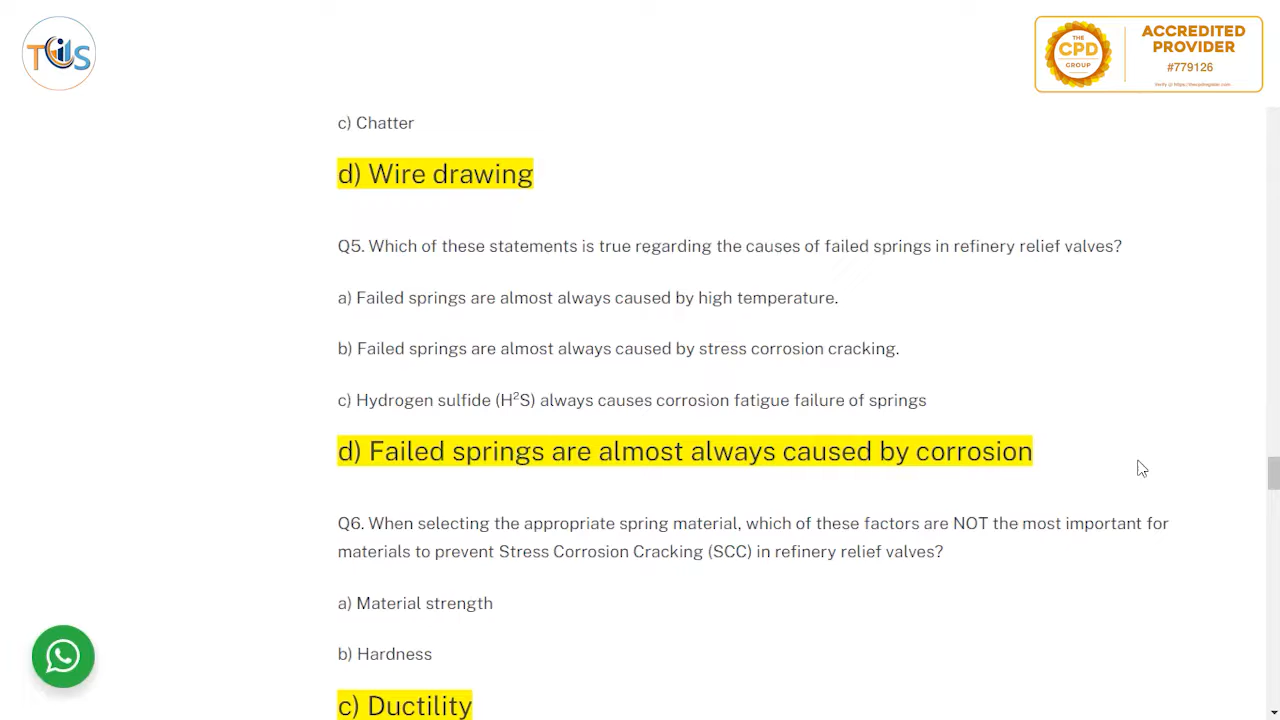 TCIIS
THE
CPD
GROUP
ACCREDITED
PROVIDER
#779126
c) Chatter
d) Wire drawing
Q5. Which of these statements is true regarding the causes of failed springs in refinery relief valves?
a) Failed springs are almost always caused by high temperature.
b) Failed springs are almost always caused by stress corrosion cracking.
c) Hydrogen sulfide (H²S) always causes corrosion fatigue failure of springs
d) Failed springs are almost always caused by corrosion
Q6. When selecting the appropriate spring material, which of these factors are NOT the most important for
materials to prevent Stress Corrosion Cracking (SCC) in refinery relief valves?
a) Material strength
b) Hardness
c) Ductility